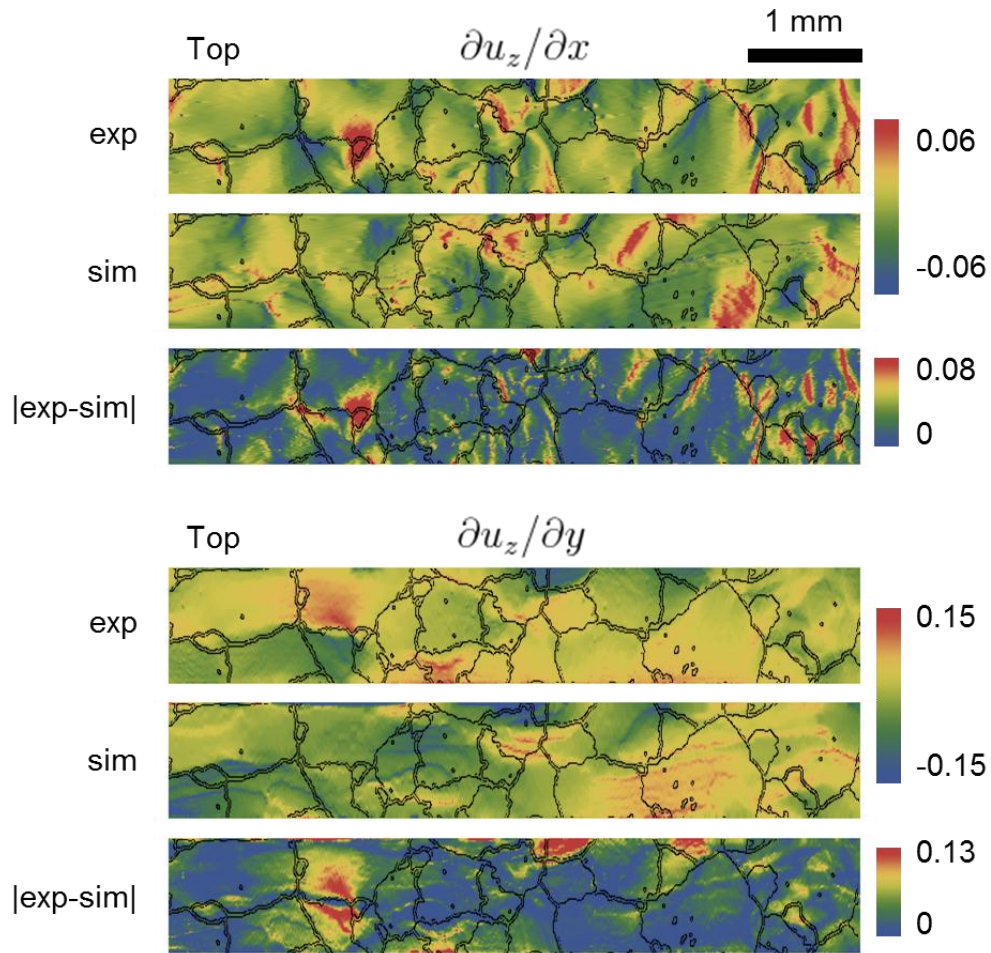 Top ∂u_z/∂x 1 mm
exp
0.06
-0.06
sim
|exp-sim|
0.08
0
Top ∂u_z/∂y
exp
0.15
-0.15
sim
|exp-sim|
0.13
0